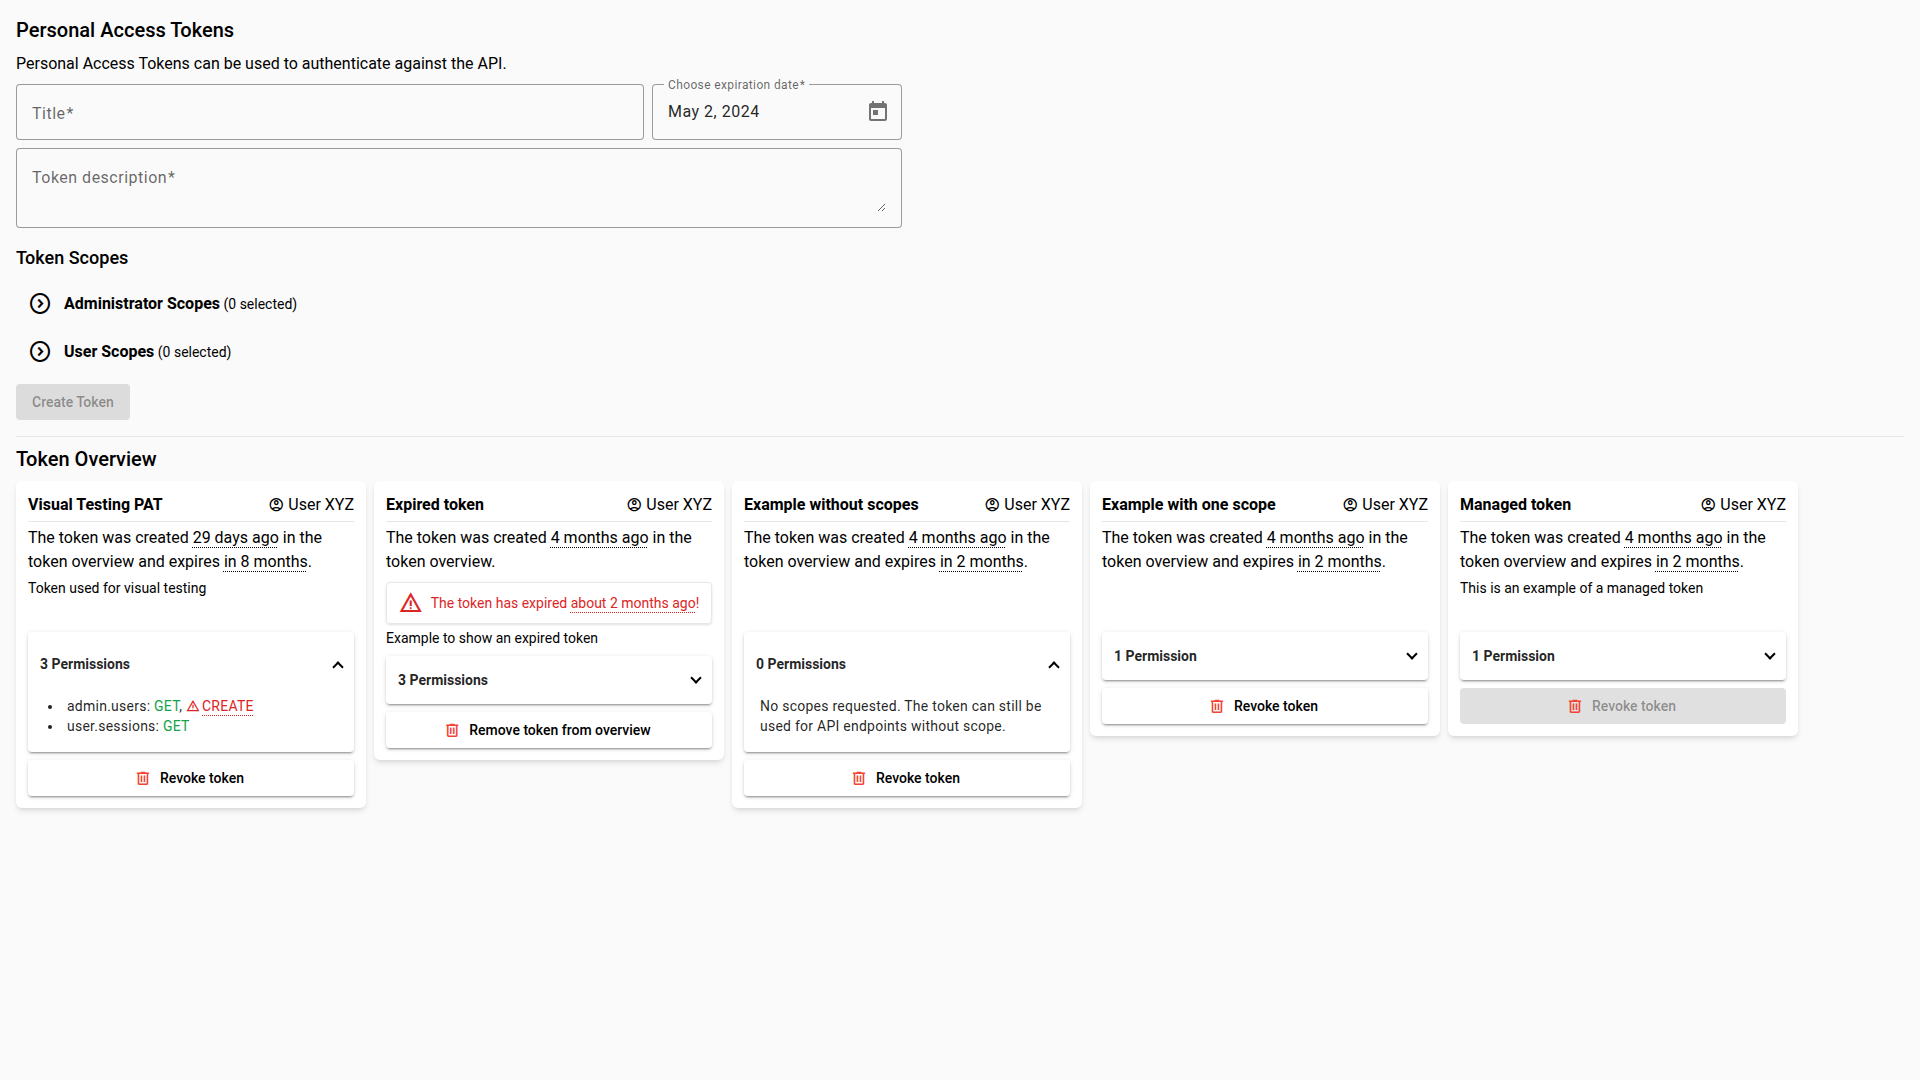 Personal Access Tokens
Personal Access Tokens can be used to authenticate against the API.
Title*
Choose expiration date*
May 2, 2024
Token description*
Token Scopes
Administrator Scopes (0 selected)
User Scopes (0 selected)
Create Token
Token Overview
Visual Testing PAT
User XYZ
The token was created 29 days ago in the
token overview and expires in 8 months.
Token used for visual testing
3 Permissions
• admin.users: GET, CREATE
• user.sessions: GET
Revoke token
Expired token
User XYZ
The token was created 4 months ago in the
token overview.
The token has expired about 2 months ago!
Example to show an expired token
3 Permissions
Remove token from overview
Example without scopes
User XYZ
The token was created 4 months ago in the
token overview and expires in 2 months.
0 Permissions
No scopes requested. The token can still be
used for API endpoints without scope.
Revoke token
Example with one scope
User XYZ
The token was created 4 months ago in the
token overview and expires in 2 months.
1 Permission
Revoke token
Managed token
User XYZ
The token was created 4 months ago in the
token overview and expires in 2 months.
This is an example of a managed token
1 Permission
Revoke token